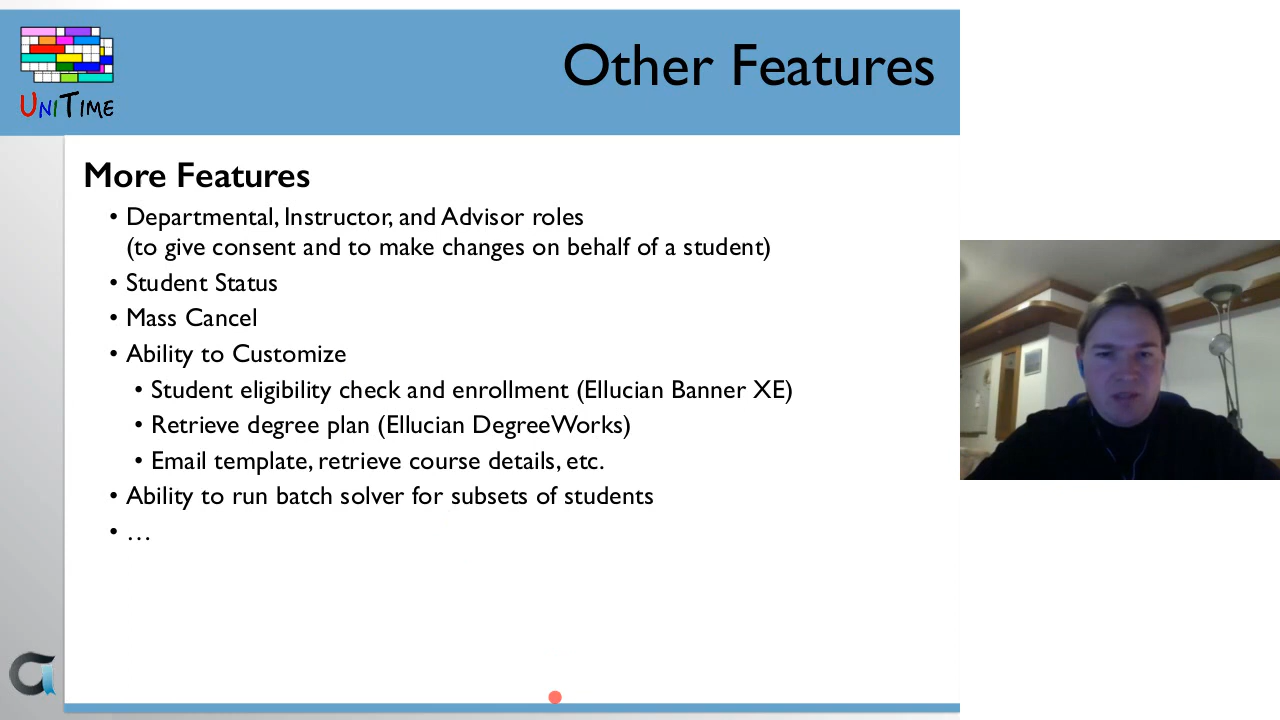 UNITIME
Other Features
More Features
• Departmental, Instructor, and Advisor roles
(to give consent and to make changes on behalf of a student)
• Student Status
• Mass Cancel
• Ability to Customize
• Student eligibility check and enrollment (Ellucian Banner XE)
• Retrieve degree plan (Ellucian DegreeWorks)
• Email template, retrieve course details, etc.
• Ability to run batch solver for subsets of students
• …